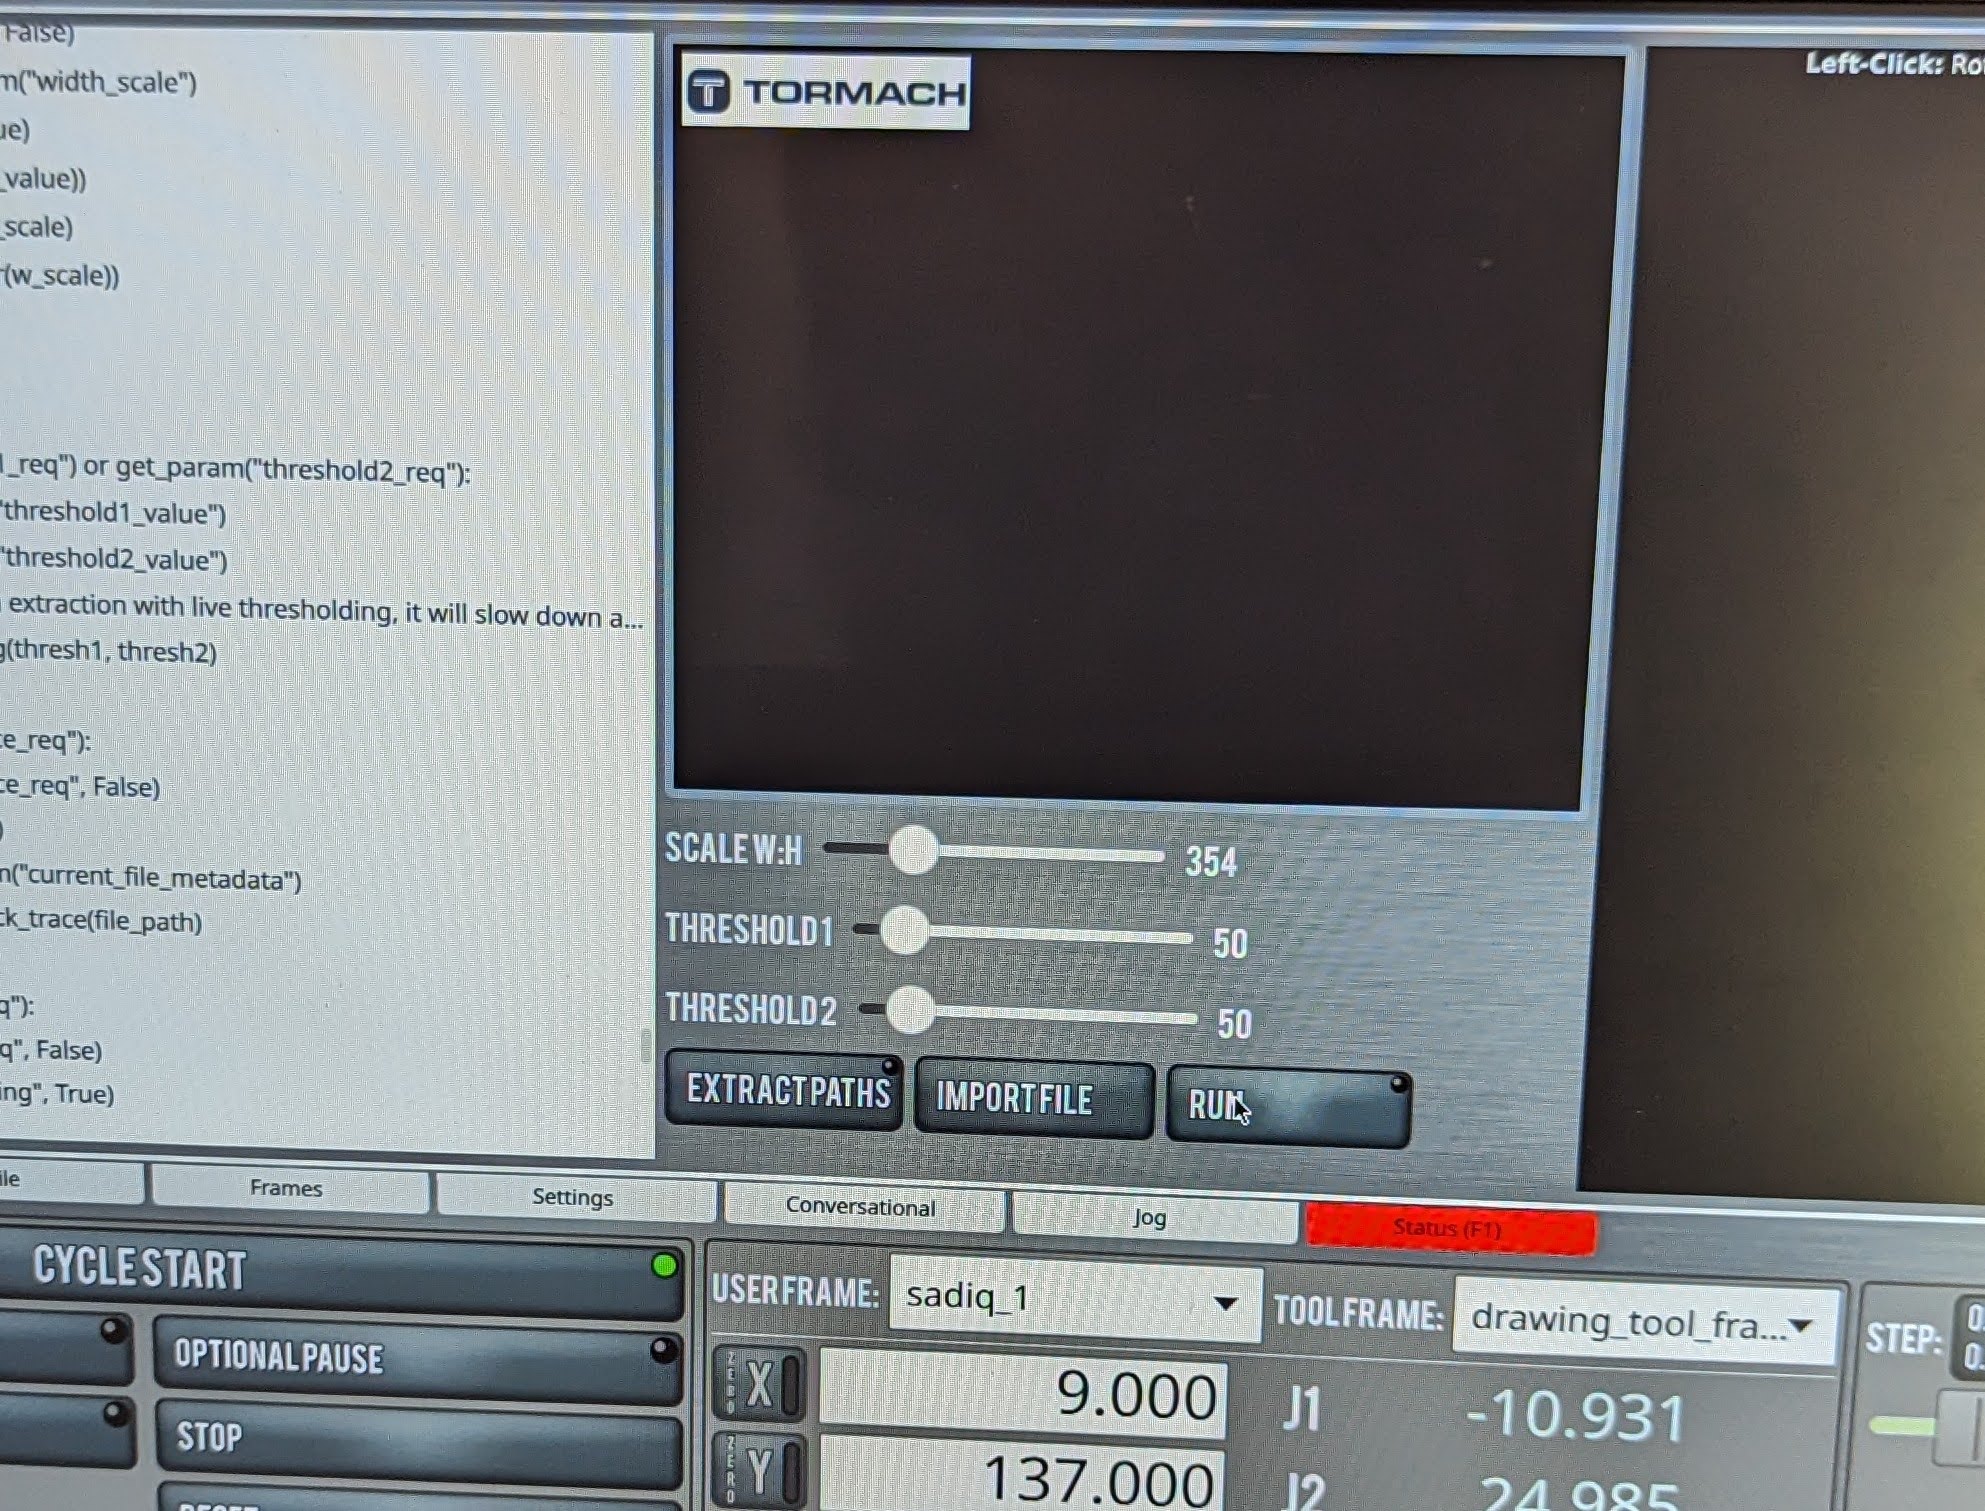 False)
m("width_scale")
ue)
_value))
_scale)
r(w_scale))
_req") or get_param("threshold2_req"):
"threshold1_value")
"threshold2_value")
extraction with live thresholding, it will slow down a...
g(thresh1, thresh2)
ce_req"):
ce_req", False)
)
m("current_file_metadata")
ck_trace(file_path)
q"):
q", False)
ing", True)
T TORMACH
Left-Click: Ro
SCALE W:H 354
THRESHOLD1 50
THRESHOLD2 50
EXTRACT PATHS IMPORT FILE RUN
ile Frames Settings Conversational Jog Status (F1)
CYCLE START
OPTIONAL PAUSE
STOP
USER FRAME: sadiq_1 TOOL FRAME: drawing_tool_fra... STEP:
ZERO X 9.000 J1 -10.931
ZERO Y 137.000 J2 24.985